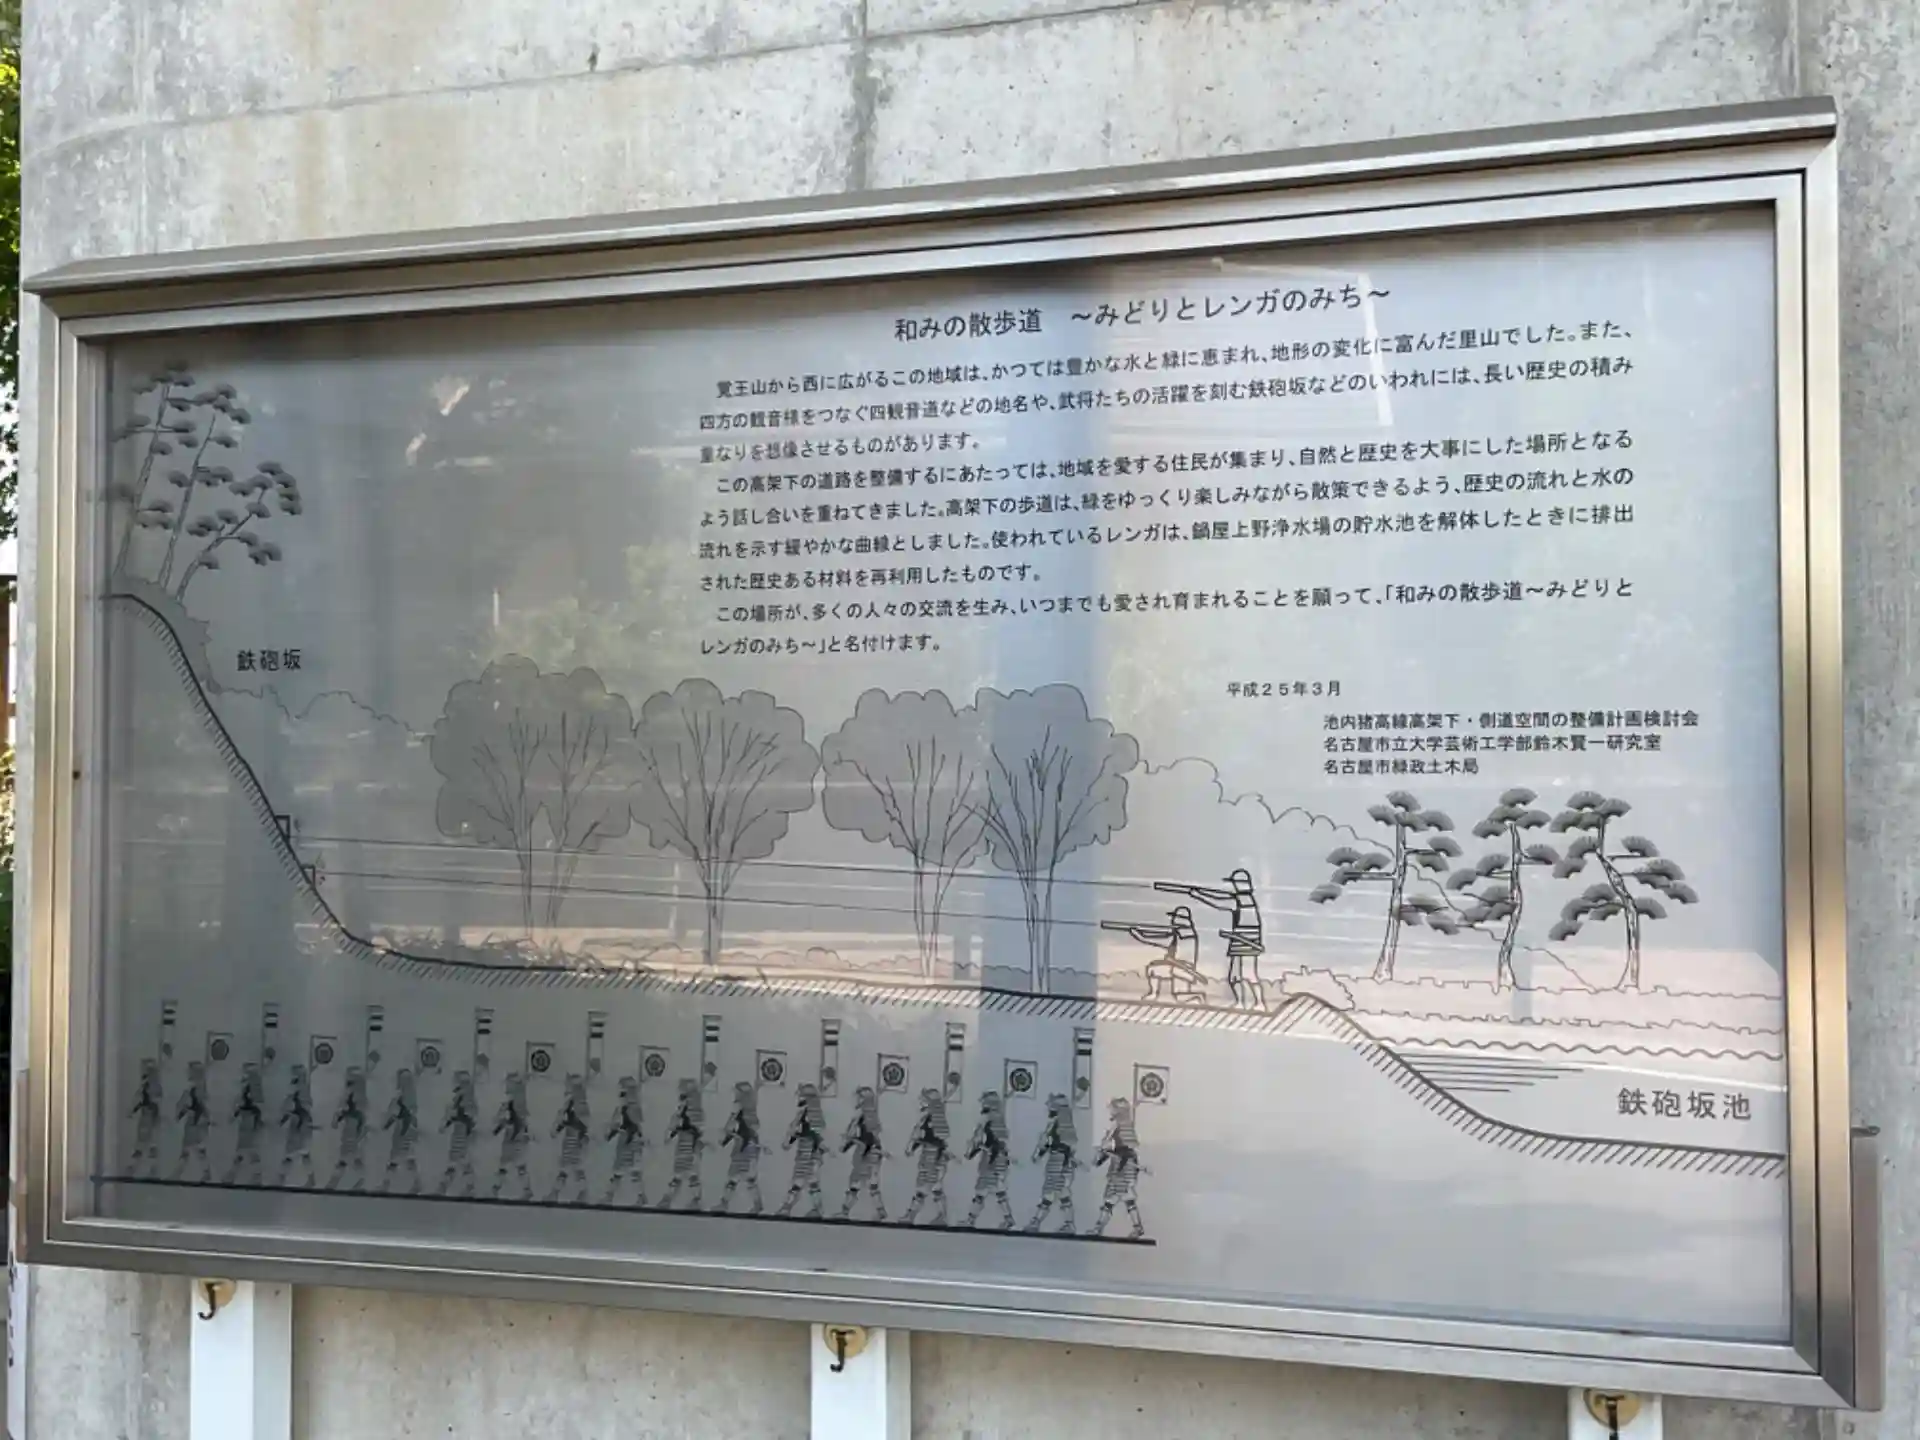 和みの散歩道　～みどりとレンガのみち～
覚王山から西に広がるこの地域は、かつては豊かな水と緑に恵まれ、地形の変化に富んだ里山でした。また、
四方の観音様をつなぐ四観音道などの地名や、武将たちの活躍を刻む鉄砲坂などのいわれには、長い歴史の積み
重なりを想像させるものがあります。
この高架下の道路を整備するにあたっては、地域を愛する住民が集まり、自然と歴史を大事にした場所となる
よう話し合いを重ねてきました。高架下の歩道は、緑をゆっくり楽しみながら散策できるよう、歴史の流れと水の
流れを示す緩やかな曲線としました。使われているレンガは、鍋屋上野浄水場の貯水池を解体したときに排出
された歴史ある材料を再利用したものです。
この場所が、多くの人々の交流を生み、いつまでも愛され育まれることを願って、「和みの散歩道～みどりと
レンガのみち～」と名付けます。
平成２５年３月
池内猪高線高架下・側道空間の整備計画検討会
名古屋市立大学芸術工学部鈴木賢一研究室
名古屋市緑政土木局
鉄砲坂
鉄砲坂池